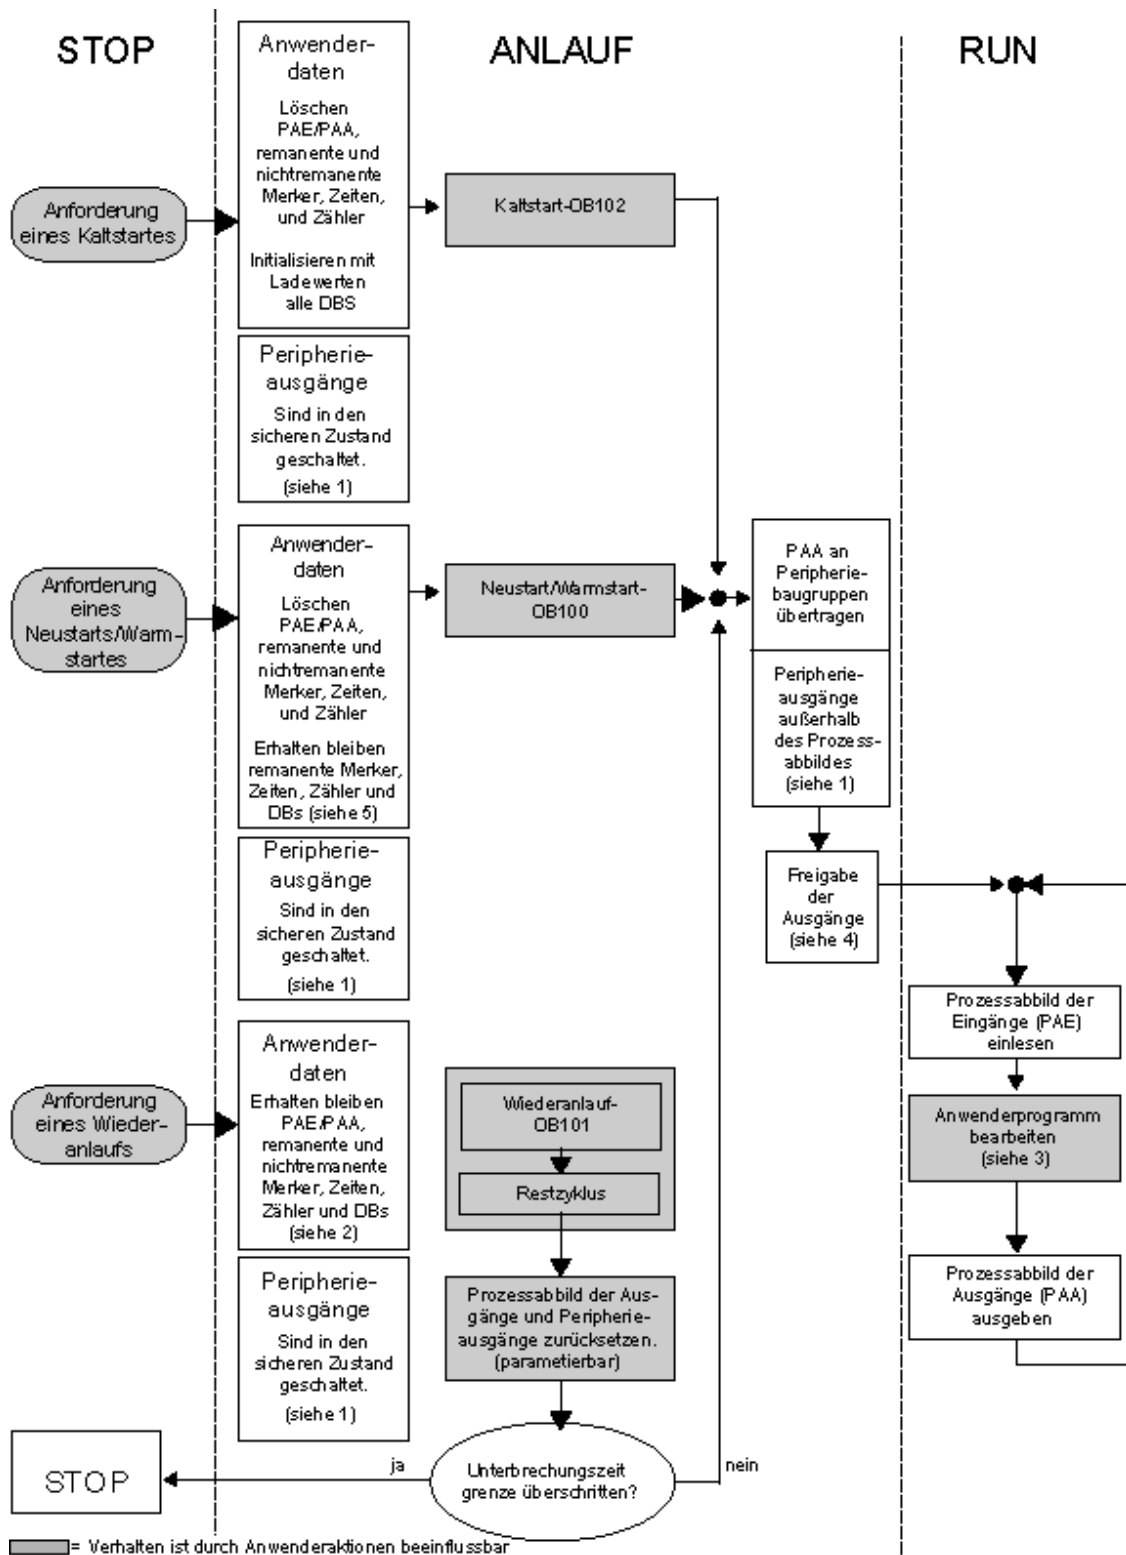 STOP
ANLAUF
RUN
Anwender-
daten
Löschen
PAE/PAA,
remanente und
nichtremanente
Merker, Zeiten,
und Zähler
Initialisieren mit
Ladewerten
alle DBS
Anforderung
eines Kaltstartes
Kaltstart-OB102
Peripherie-
ausgänge
Sind in den
sicheren Zustand
geschaltet.
(siehe 1)
Anforderung
eines
Neustarts/Warm-
startes
Anwender-
daten
Löschen
PAE/PAA,
remanente und
nichtremanente
Merker, Zeiten,
und Zähler
Erhalten bleiben
remanente Merker,
Zeiten, Zähler und
DBs (siehe 5)
Neustart/Warmstart-
OB100
PAA an
Peripherie-
baugruppen
übertragen
Peripherie-
ausgänge
außerhalb
des Prozess-
abbildes
(siehe 1)
Peripherie-
ausgänge
Sind in den
sicheren Zustand
geschaltet.
(siehe 1)
Freigabe
der
Ausgänge
(siehe 4)
Prozessabbild der
Eingänge (PAE)
einlesen
Anforderung
eines Wieder-
anlaufs
Anwender-
daten
Erhalten bleiben
PAE/PAA,
remanente und
nichtremanente
Merker, Zeiten,
Zähler und DBs
(siehe 2)
Wiederanlauf-
OB101
Restzyklus
Anwenderprogramm
bearbeiten
(siehe 3)
Peripherie-
ausgänge
Sind in den
sicheren Zustand
geschaltet.
(siehe 1)
Prozessabbild der Aus-
gänge und Peripherie-
ausgänge zurücksetzen.
(parametierbar)
Prozessabbild der
Ausgänge (PAA)
ausgeben
STOP
ja
Unterbrechungszeit
grenze überschritten?
nein
= Verhalten ist durch Anwenderaktionen beeinflussbar